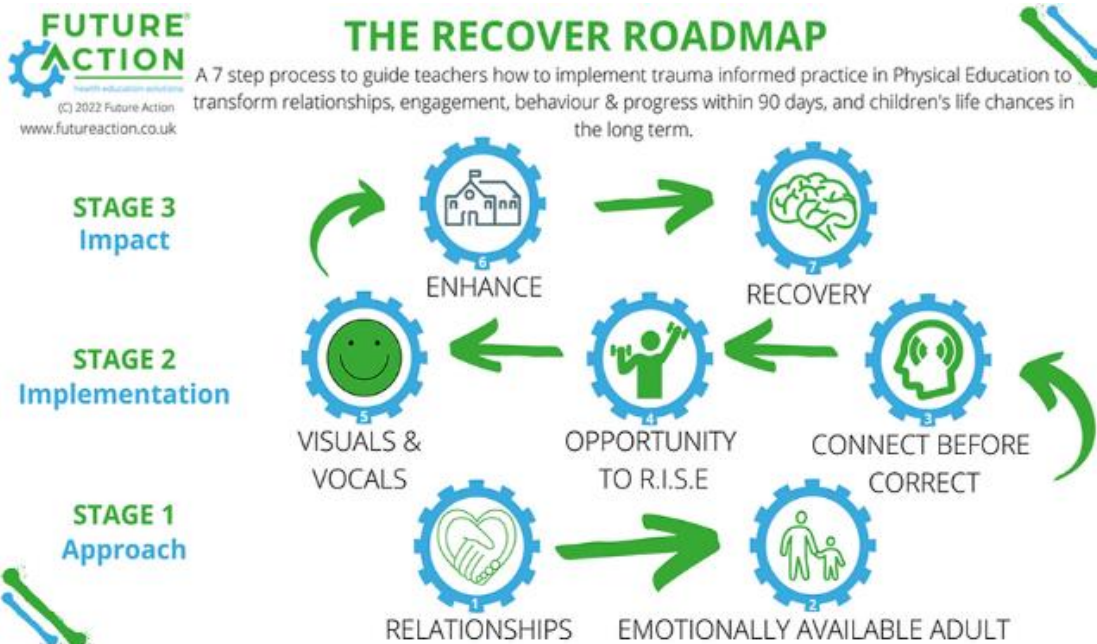 FUTURE®
ACTION
health education solutions
(C) 2022 Future Action
www.futureaction.co.uk
THE RECOVER ROADMAP
A 7 step process to guide teachers how to implement trauma informed practice in Physical Education to
transform relationships, engagement, behaviour & progress within 90 days, and children's life chances in
the long term.
STAGE 3
Impact
6
ENHANCE
7
RECOVERY
STAGE 2
Implementation
5
VISUALS &
VOCALS
4
OPPORTUNITY
TO R.I.S.E
3
CONNECT BEFORE
CORRECT
STAGE 1
Approach
1
RELATIONSHIPS
2
EMOTIONALLY AVAILABLE ADULT